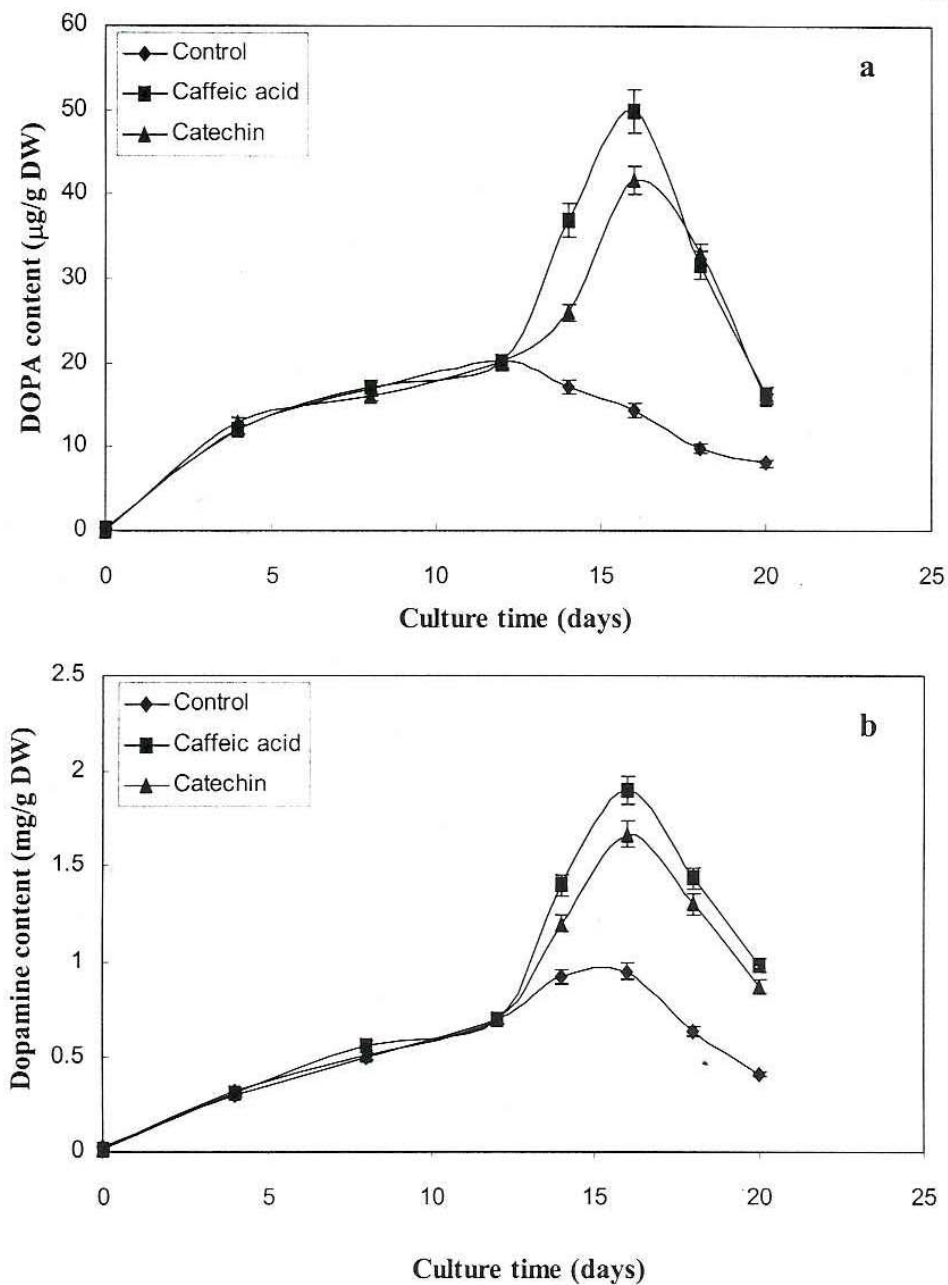 60
50
40
30
20
10
0
DOPA content (µg/g DW)
Control
Caffeic acid
Catechin
a
0 5 10 15 20 25
Culture time (days)
2.5
2
1.5
1
0.5
0
Dopamine content (mg/g DW)
Control
Caffeic acid
Catechin
b
0 5 10 15 20 25
Culture time (days)